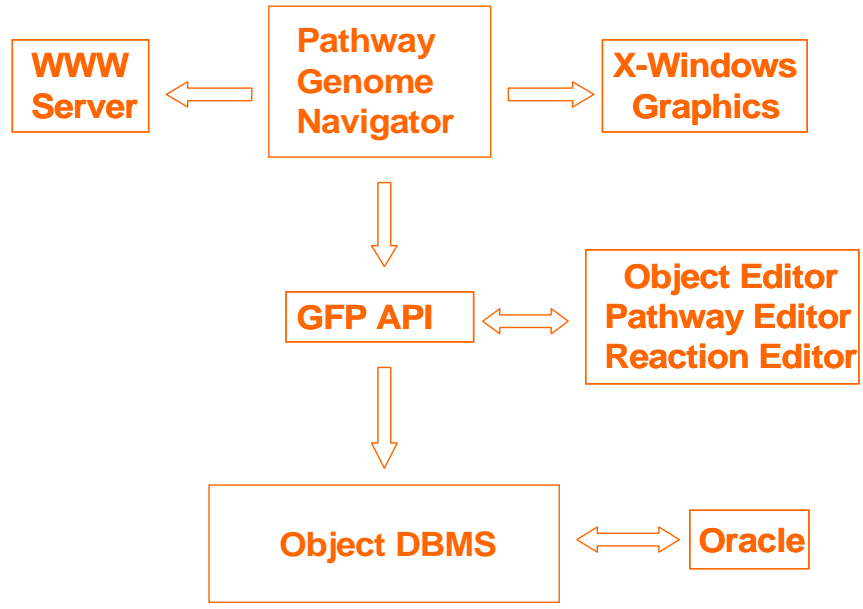 WWW
Server
Pathway
Genome
Navigator
X-Windows
Graphics
GFP API
Object Editor
Pathway Editor
Reaction Editor
Object DBMS
Oracle